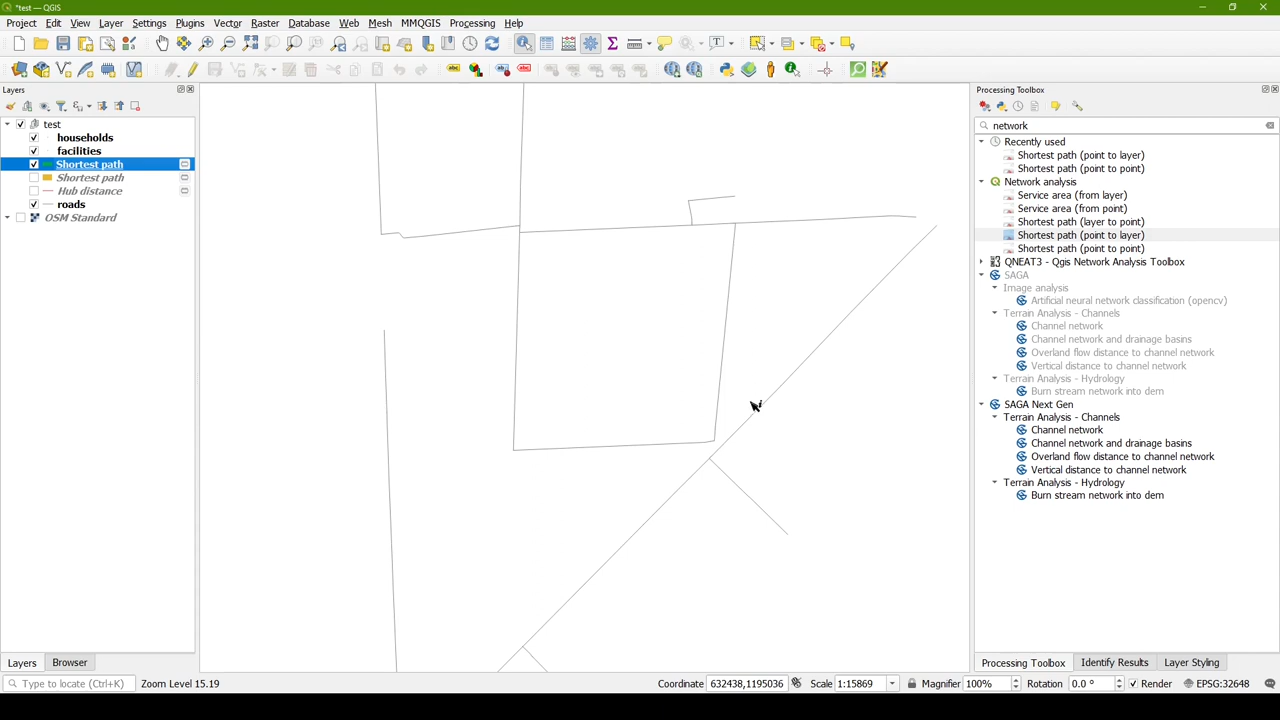 *test — QGIS
Project Edit View Layer Settings Plugins Vector Raster Database Web Mesh MMQGIS Processing Help
Layers
test
households
facilities
Shortest path
Shortest path
Hub distance
roads
OSM Standard
Processing Toolbox
network
Recently used
Shortest path (point to layer)
Shortest path (point to point)
Network analysis
Service area (from layer)
Service area (from point)
Shortest path (layer to point)
Shortest path (point to layer)
Shortest path (point to point)
QNEAT3 - Qgis Network Analysis Toolbox
SAGA
Image analysis
Artificial neural network classification (opencv)
Terrain Analysis - Channels
Channel network
Channel network and drainage basins
Overland flow distance to channel network
Vertical distance to channel network
Terrain Analysis - Hydrology
Burn stream network into dem
SAGA Next Gen
Terrain Analysis - Channels
Channel network
Channel network and drainage basins
Overland flow distance to channel network
Vertical distance to channel network
Terrain Analysis - Hydrology
Burn stream network into dem
Layers Browser
Processing Toolbox Identify Results Layer Styling
Type to locate (Ctrl+K) Zoom Level 15.19 Coordinate 632438,1195036 Scale 1:15869 Magnifier 100% Rotation 0.0 ° Render EPSG:32648